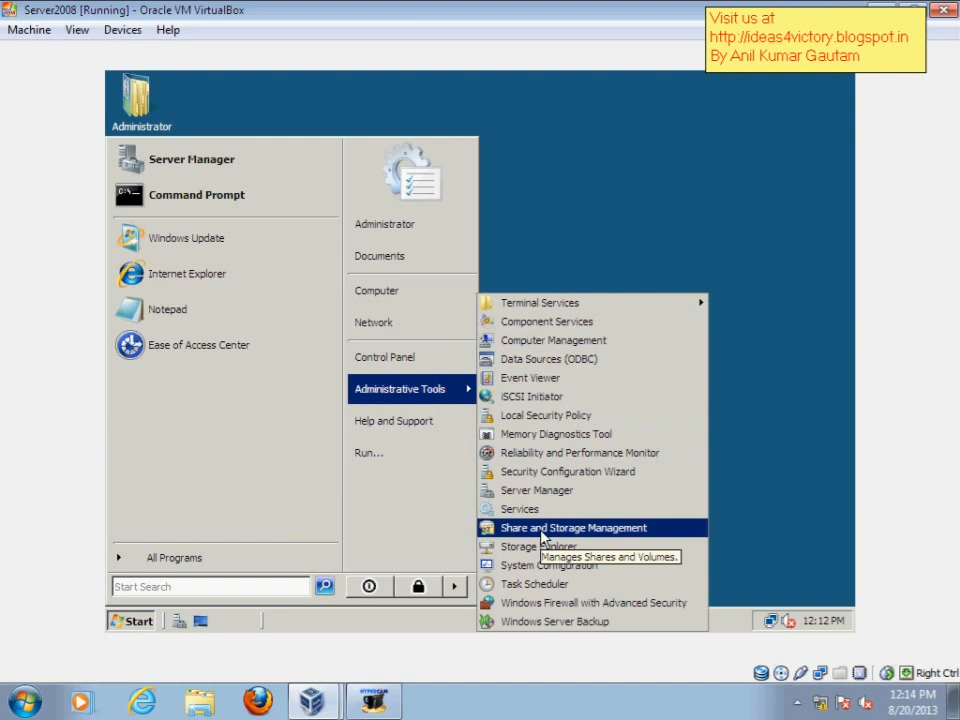 Server2008 [Running] - Oracle VM VirtualBox
Machine View Devices Help
Visit us at
http://ideas4victory.blogspot.in
By Anil Kumar Gautam
Administrator
Server Manager
Command Prompt
Windows Update
Internet Explorer
Notepad
Ease of Access Center
All Programs
Start Search
Administrator
Documents
Computer
Network
Control Panel
Administrative Tools
Help and Support
Run...
Terminal Services
Component Services
Computer Management
Data Sources (ODBC)
Event Viewer
iSCSI Initiator
Local Security Policy
Memory Diagnostics Tool
Reliability and Performance Monitor
Security Configuration Wizard
Server Manager
Services
Share and Storage Management
Storage Explorer
Manages Shares and Volumes.
System Configuration
Task Scheduler
Windows Firewall with Advanced Security
Windows Server Backup
Start
12:12 PM
Right Ctrl
HYPERCAM
12:14 PM
8/20/2013